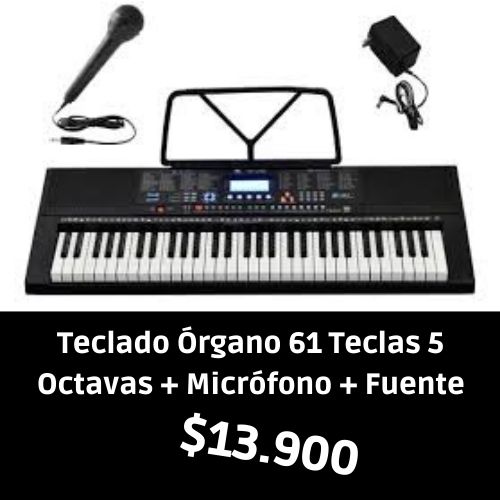 Teclado Órgano 61 Teclas 5
Octavas + Micrófono + Fuente
$13.900